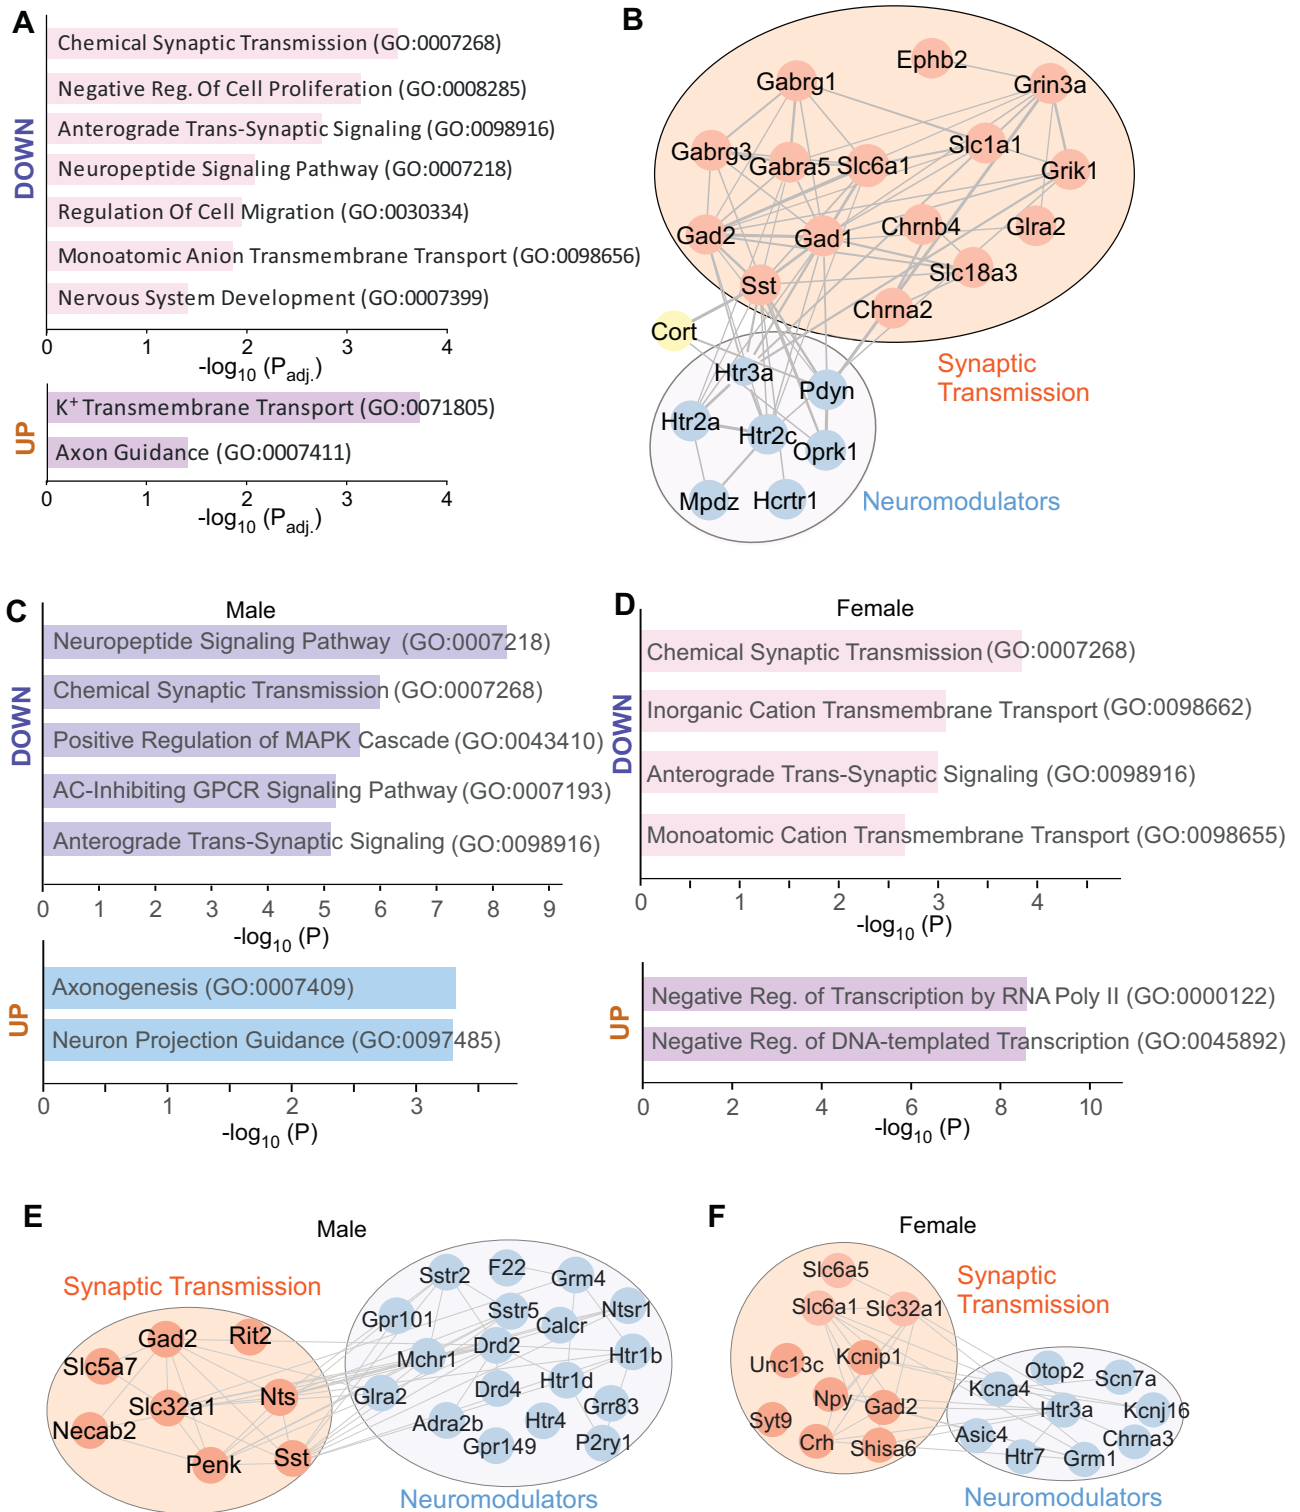 A
DOWN
Chemical Synaptic Transmission (GO:0007268)
Negative Reg. Of Cell Proliferation (GO:0008285)
Anterograde Trans-Synaptic Signaling (GO:0098916)
Neuropeptide Signaling Pathway (GO:0007218)
Regulation Of Cell Migration (GO:0030334)
Monoatomic Anion Transmembrane Transport (GO:0098656)
Nervous System Development (GO:0007399)
0 1 2 3 4
-log10 (Padj.)
UP
K+ Transmembrane Transport (GO:0071805)
Axon Guidance (GO:0007411)
0 1 2 3 4
-log10 (Padj.)
B
Ephb2
Gabrg1
Grin3a
Gabrg3
Gabra5
Slc6a1
Slc1a1
Grik1
Gad2
Gad1
Chrnb4
Glra2
Slc18a3
Sst
Chrna2
Cort
Synaptic
Transmission
Htr3a
Pdyn
Htr2a
Htr2c
Oprk1
Mpdz
Hcrtr1
Neuromodulators
C
Male
DOWN
Neuropeptide Signaling Pathway (GO:0007218)
Chemical Synaptic Transmission (GO:0007268)
Positive Regulation of MAPK Cascade (GO:0043410)
AC-Inhibiting GPCR Signaling Pathway (GO:0007193)
Anterograde Trans-Synaptic Signaling (GO:0098916)
0 1 2 3 4 5 6 7 8 9
-log10 (P)
UP
Axonogenesis (GO:0007409)
Neuron Projection Guidance (GO:0097485)
0 1 2 3
-log10 (P)
D
Female
DOWN
Chemical Synaptic Transmission (GO:0007268)
Inorganic Cation Transmembrane Transport (GO:0098662)
Anterograde Trans-Synaptic Signaling (GO:0098916)
Monoatomic Cation Transmembrane Transport (GO:0098655)
0 1 2 3 4
-log10 (P)
UP
Negative Reg. of Transcription by RNA Poly II (GO:0000122)
Negative Reg. of DNA-templated Transcription (GO:0045892)
0 2 4 6 8 10
-log10 (P)
E
Male
Synaptic Transmission
Gad2
Rit2
Slc5a7
Slc32a1
Nts
Necab2
Penk
Sst
Sstr2
F22
Grm4
Gpr101
Sstr5
Calcr
Ntsr1
Mchr1
Drd2
Htr1b
Glra2
Drd4
Htr1d
Grr83
Adra2b
Htr4
Gpr149
P2ry1
Neuromodulators
F
Female
Slc6a5
Slc6a1
Slc32a1
Synaptic
Transmission
Unc13c
Kcnip1
Npy
Gad2
Syt9
Crh
Shisa6
Otop2
Scn7a
Kcna4
Htr3a
Kcnj16
Asic4
Chrna3
Htr7
Grm1
Neuromodulators